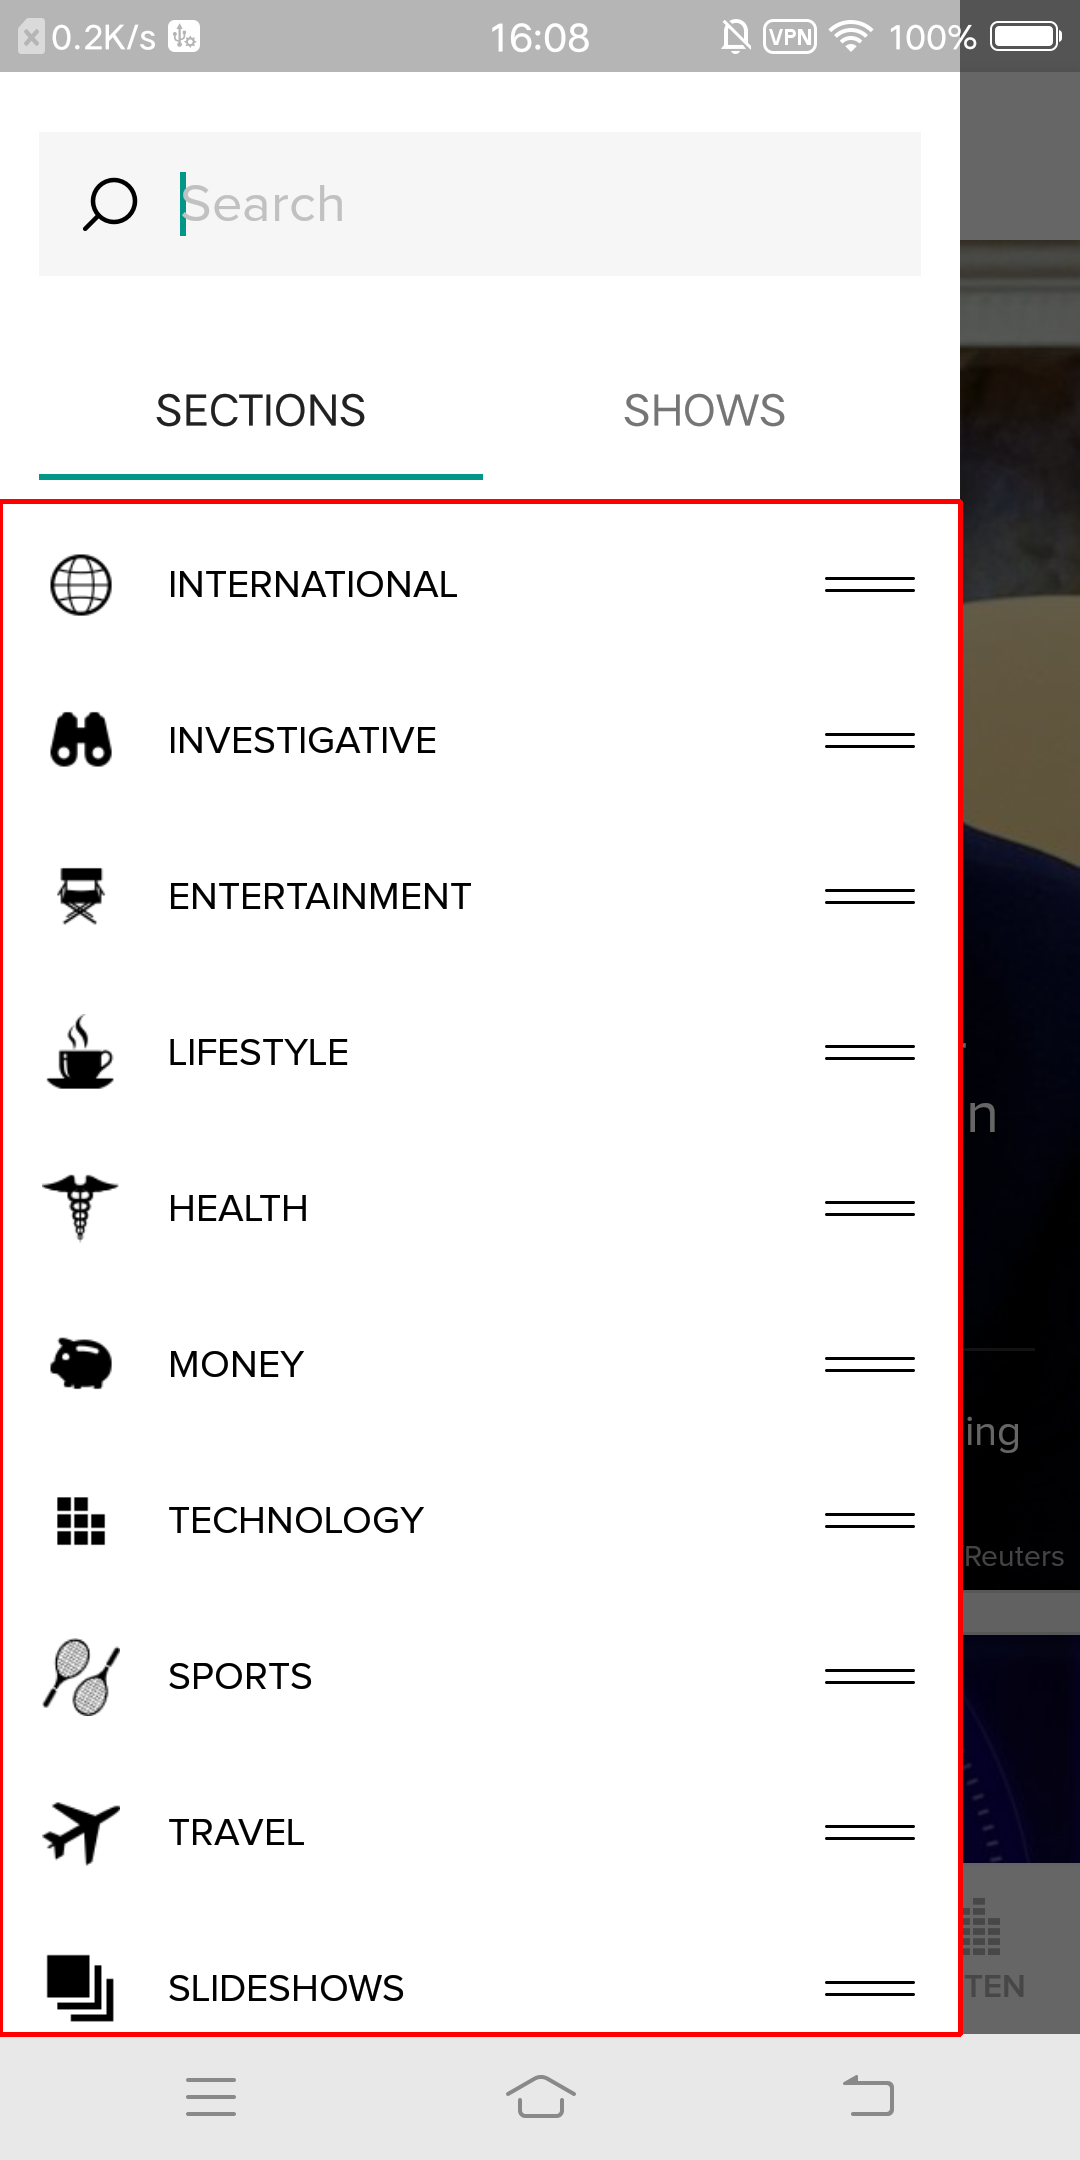 0.2K/s
16:08
VPN
100%
Search
SECTIONS
SHOWS
INTERNATIONAL
INVESTIGATIVE
ENTERTAINMENT
LIFESTYLE
n
HEALTH
MONEY
ing
TECHNOLOGY
Reuters
SPORTS
TRAVEL
SLIDESHOWS
TEN